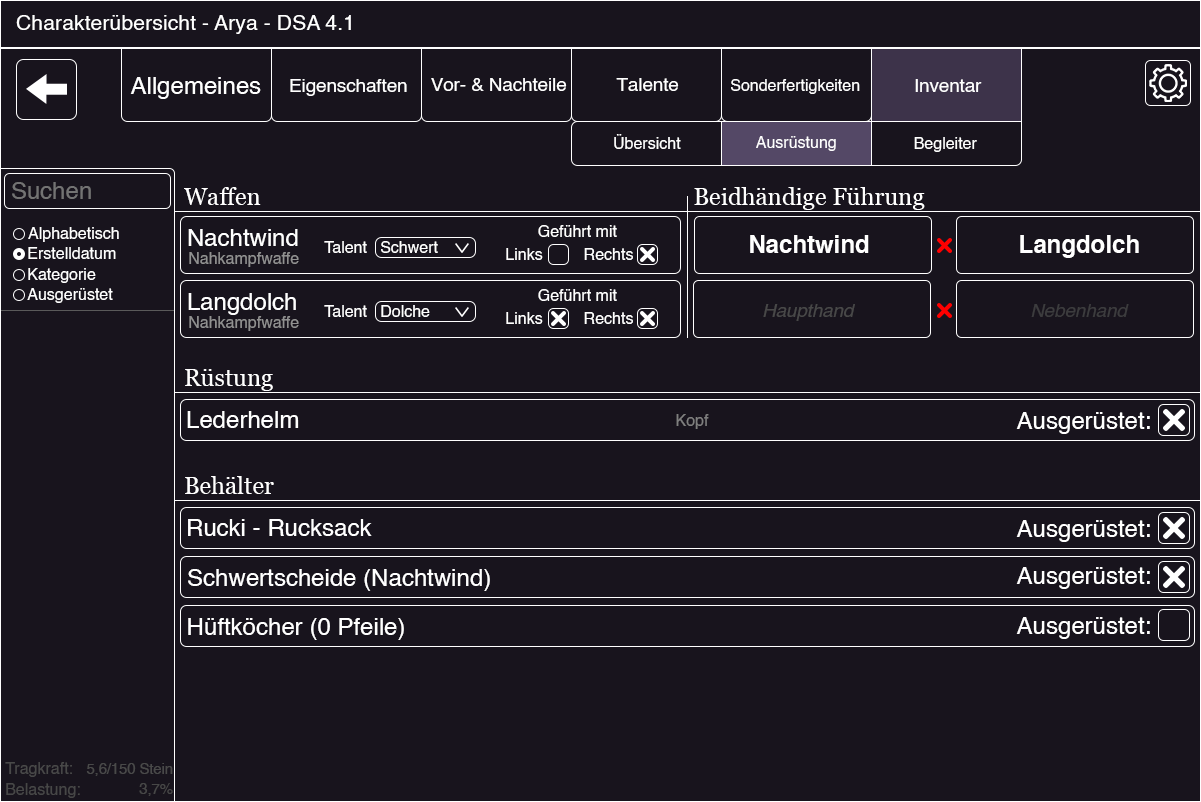 Charakterübersicht - Arya - DSA 4.1
Allgemeines
Eigenschaften
Vor- & Nachteile
Talente
Sonderfertigkeiten
Inventar
Übersicht
Ausrüstung
Begleiter
Suchen
Alphabetisch
Erstelldatum
Kategorie
Ausgerüstet
Waffen
Nachtwind
Nahkampfwaffe
Talent Schwert
Geführt mit
Links Rechts
Langdolch
Nahkampfwaffe
Talent Dolche
Geführt mit
Links Rechts
Beidhändige Führung
Nachtwind Langdolch
Haupthand Nebenhand
Rüstung
Lederhelm Kopf Ausgerüstet:
Behälter
Rucki - Rucksack Ausgerüstet:
Schwertscheide (Nachtwind) Ausgerüstet:
Hüftköcher (0 Pfeile) Ausgerüstet:
Tragkraft: 5,6/150 Stein
Belastung: 3,7%